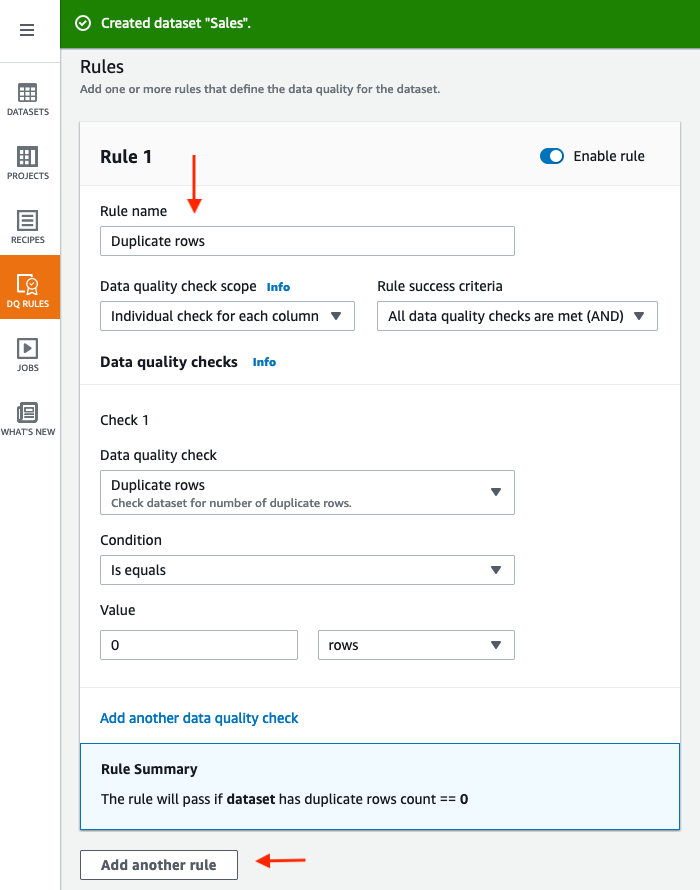 Created dataset "Sales".
DATASETS
PROJECTS
RECIPES
DQ RULES
JOBS
WHAT'S NEW
Rules
Add one or more rules that define the data quality for the dataset.
Rule 1
Enable rule
Rule name
Duplicate rows
Data quality check scope Info
Rule success criteria
Individual check for each column
All data quality checks are met (AND)
Data quality checks Info
Check 1
Data quality check
Duplicate rows
Check dataset for number of duplicate rows.
Condition
Is equals
Value
0
rows
Add another data quality check
Rule Summary
The rule will pass if dataset has duplicate rows count == 0
Add another rule